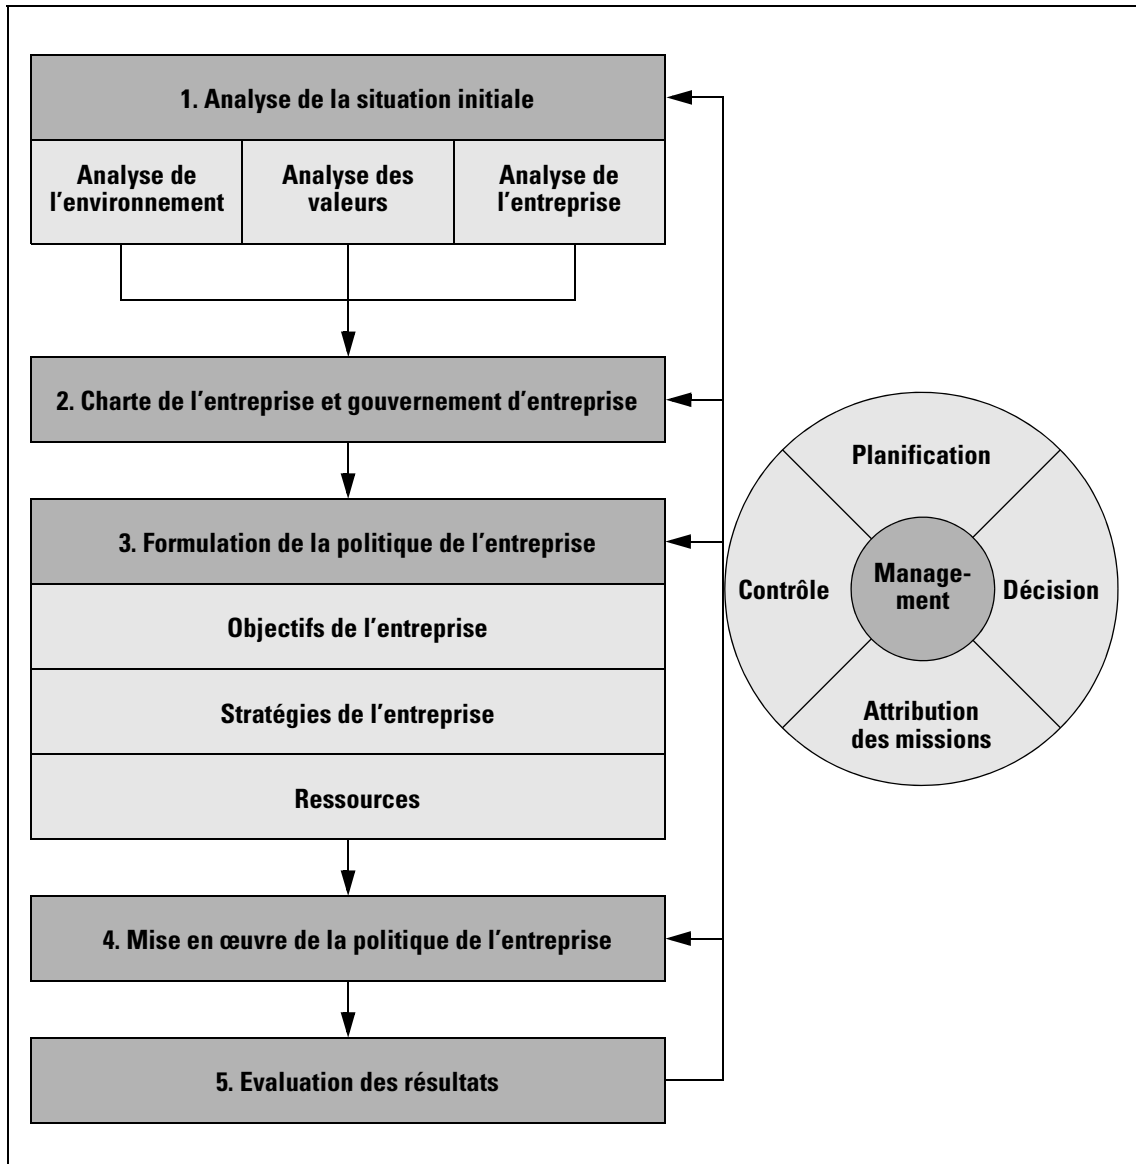 1. Analyse de la situation initiale
Analyse de
l'environnement
Analyse des
valeurs
Analyse de
l'entreprise
2. Charte de l'entreprise et gouvernement d'entreprise
3. Formulation de la politique de l'entreprise
Objectifs de l'entreprise
Stratégies de l'entreprise
Ressources
4. Mise en œuvre de la politique de l'entreprise
5. Evaluation des résultats
Planification
Contrôle
Manage-
ment
Décision
Attribution
des missions